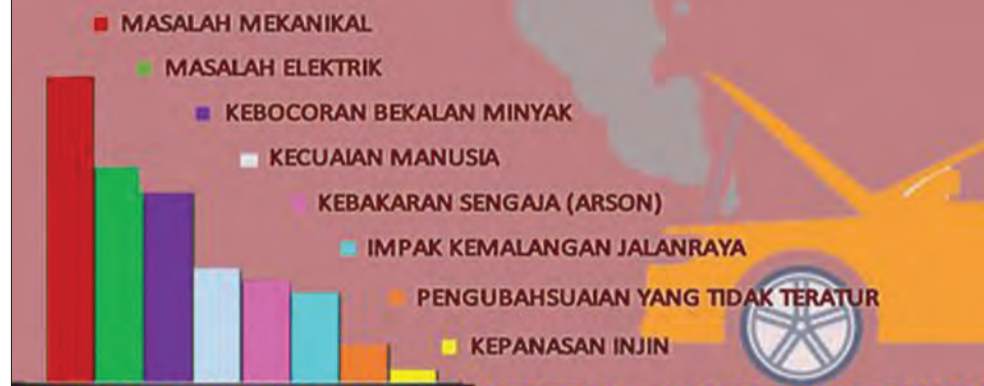 MASALAH MEKANIKAL
MASALAH ELEKTRIK
KEBOCORAN BEKALAN MINYAK
KECUAIAN MANUSIA
KEBAKARAN SENGAJA (ARSON)
IMPAK KEMALANGAN JALANRAYA
PENGUBAHSUAIAN YANG TIDAK TERATUR
KEPANASAN INJIN